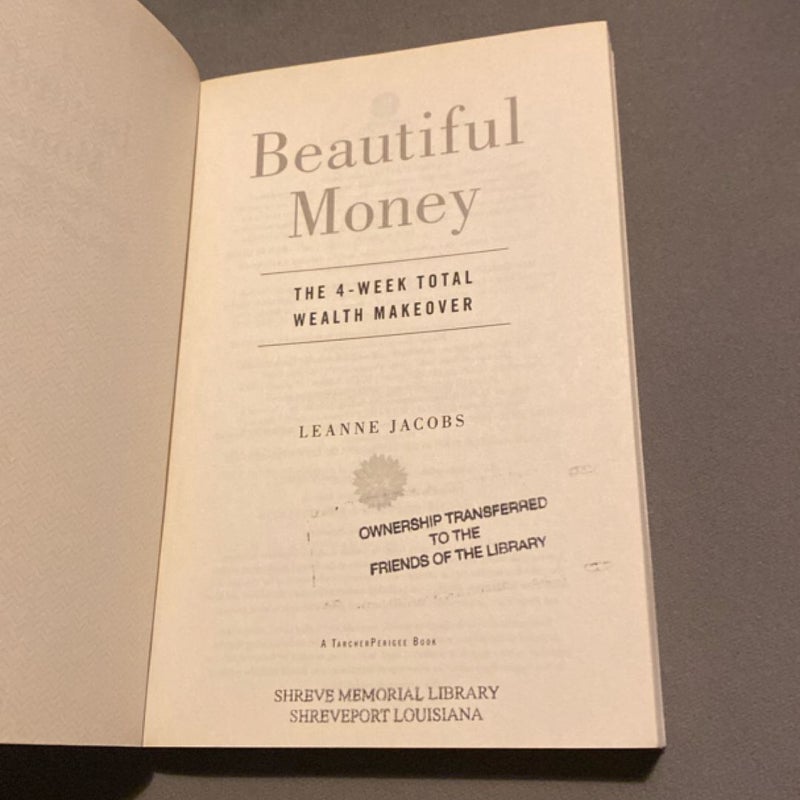 Beautiful
Money
THE 4-WEEK TOTAL
WEALTH MAKEOVER
LEANNE JACOBS
OWNERSHIP TRANSFERRED
TO THE
FRIENDS OF THE LIBRARY
A TarcherPerigee Book
SHREVE MEMORIAL LIBRARY
SHREVEPORT LOUISIANA